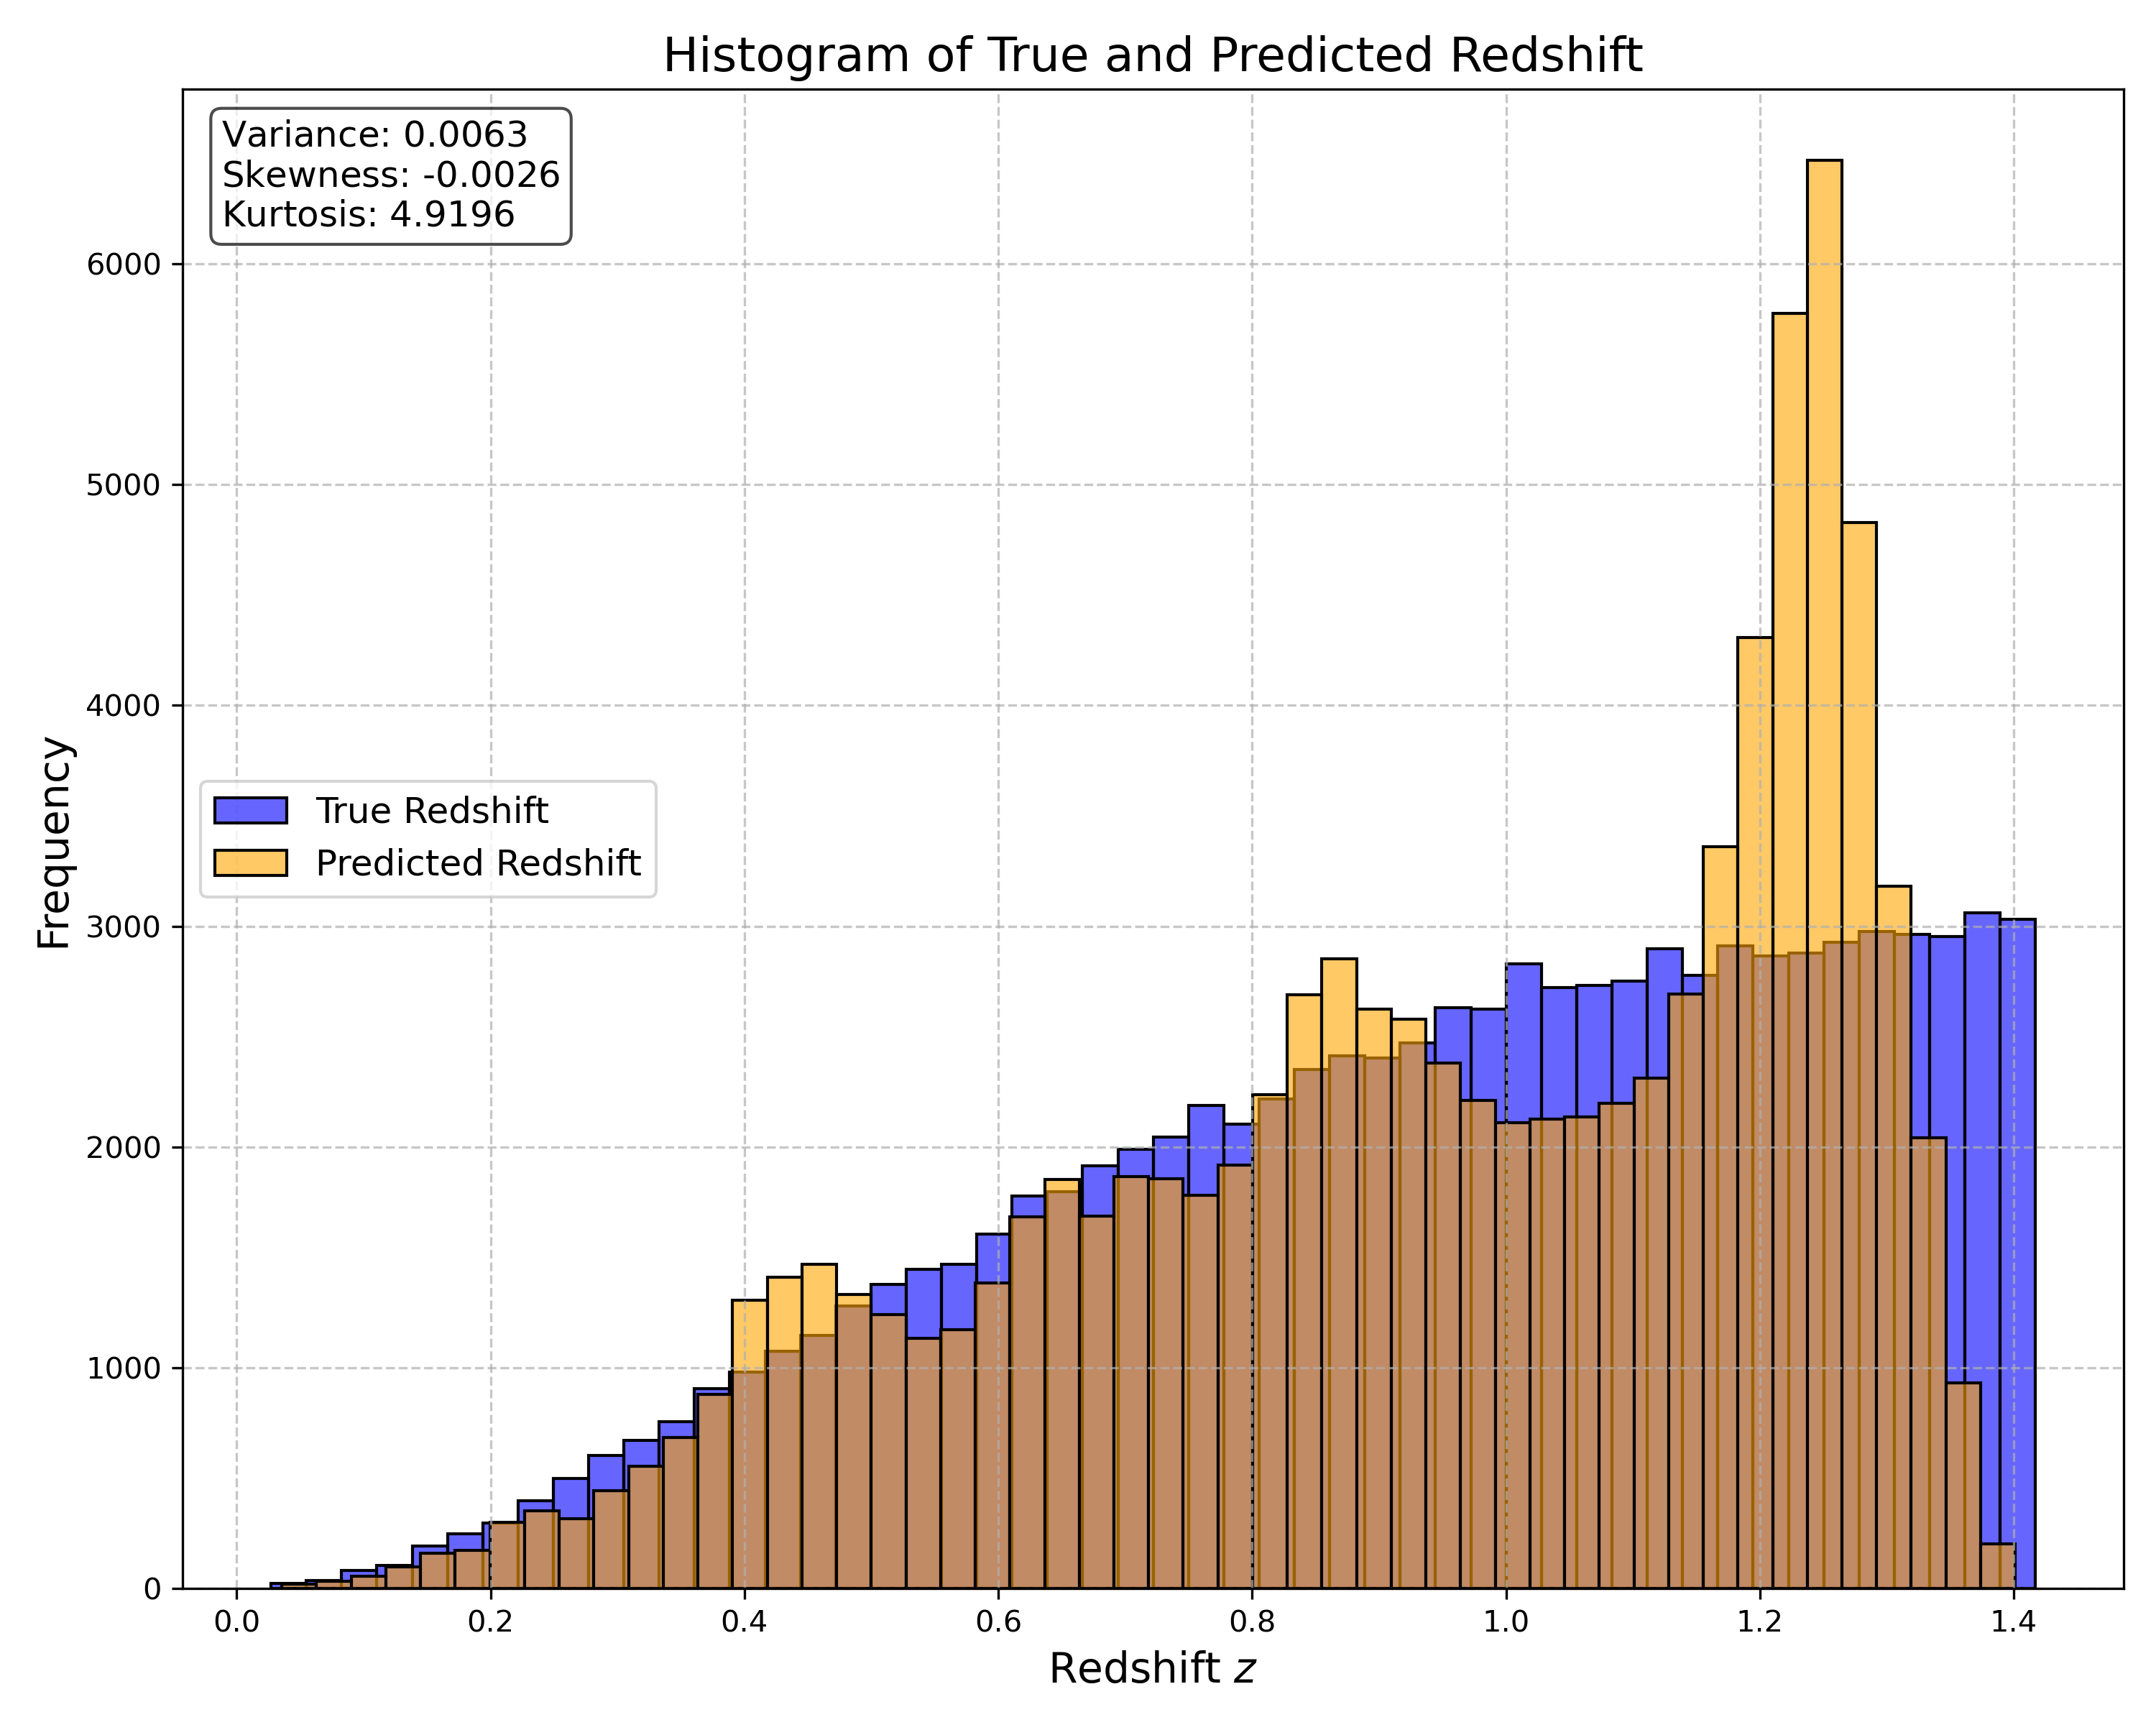 Histogram of True and Predicted Redshift
Variance: 0.0063
Skewness: -0.0026
Kurtosis: 4.9196
6000
5000
4000
3000
2000
1000
0
Frequency
True Redshift
Predicted Redshift
0.0 0.2 0.4 0.6 0.8 1.0 1.2 1.4
Redshift z